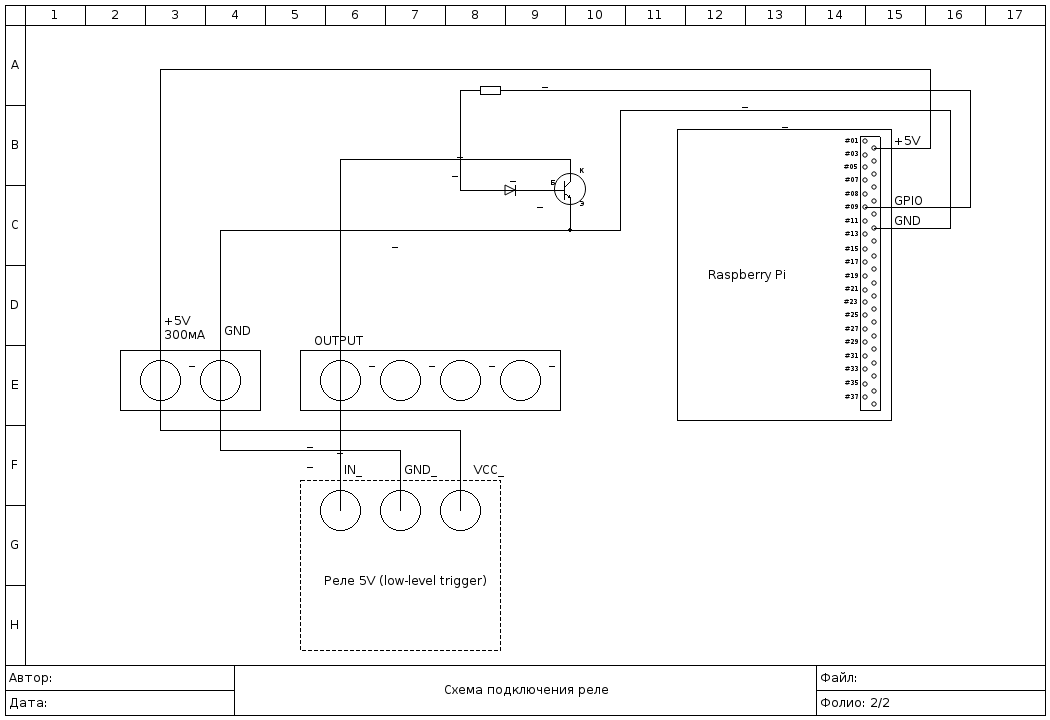 1 2 3 4 5 6 7 8 9 10 11 12 13 14 15 16 17
A
B
C
D
E
F
G
H
К
Б
Э
#01
#03
#05
#07
#08
#09
#11
#13
#15
#17
#19
#21
#23
#25
#27
#29
#31
#33
#35
#37
+5V
GPIO
GND
Raspberry Pi
+5V
300мА
GND
OUTPUT
IN_ GND_ VCC_
Реле 5V (low-level trigger)
Автор:
Дата:
Схема подключения реле
Файл:
Фолио: 2/2